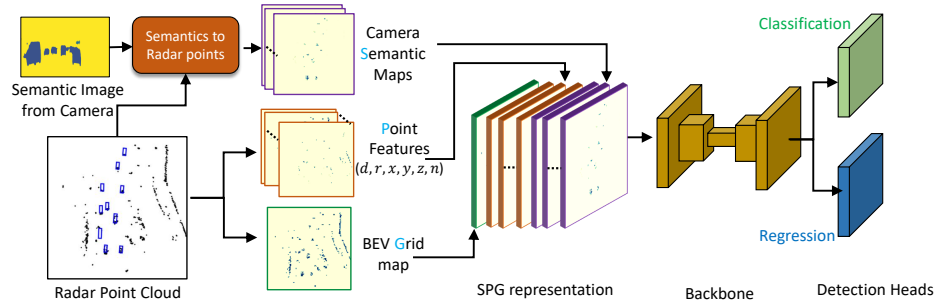 Semantics to
Radar points
Camera
Semantic
Maps
Classification
Semantic Image
from Camera
Point
Features
(d, r, x, y, z, n)
BEV Grid
map
Regression
Radar Point Cloud
SPG representation
Backbone
Detection Heads